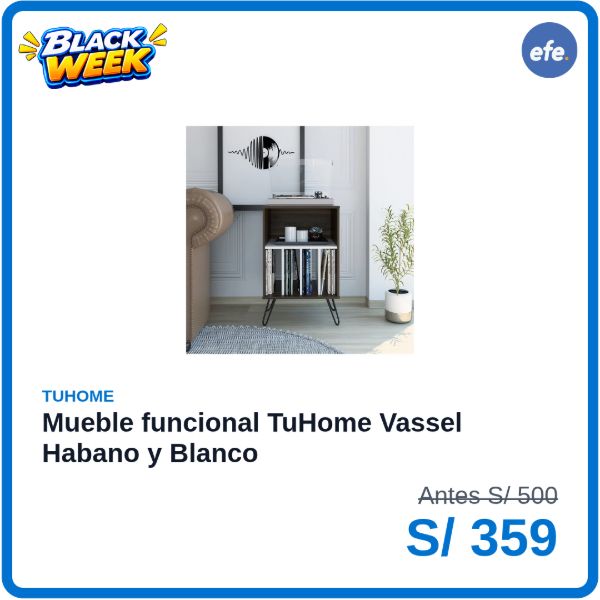 BLACK
WEEK
efe.
TUHOME
Mueble funcional TuHome Vassel
Habano y Blanco
Antes S/ 500
S/ 359